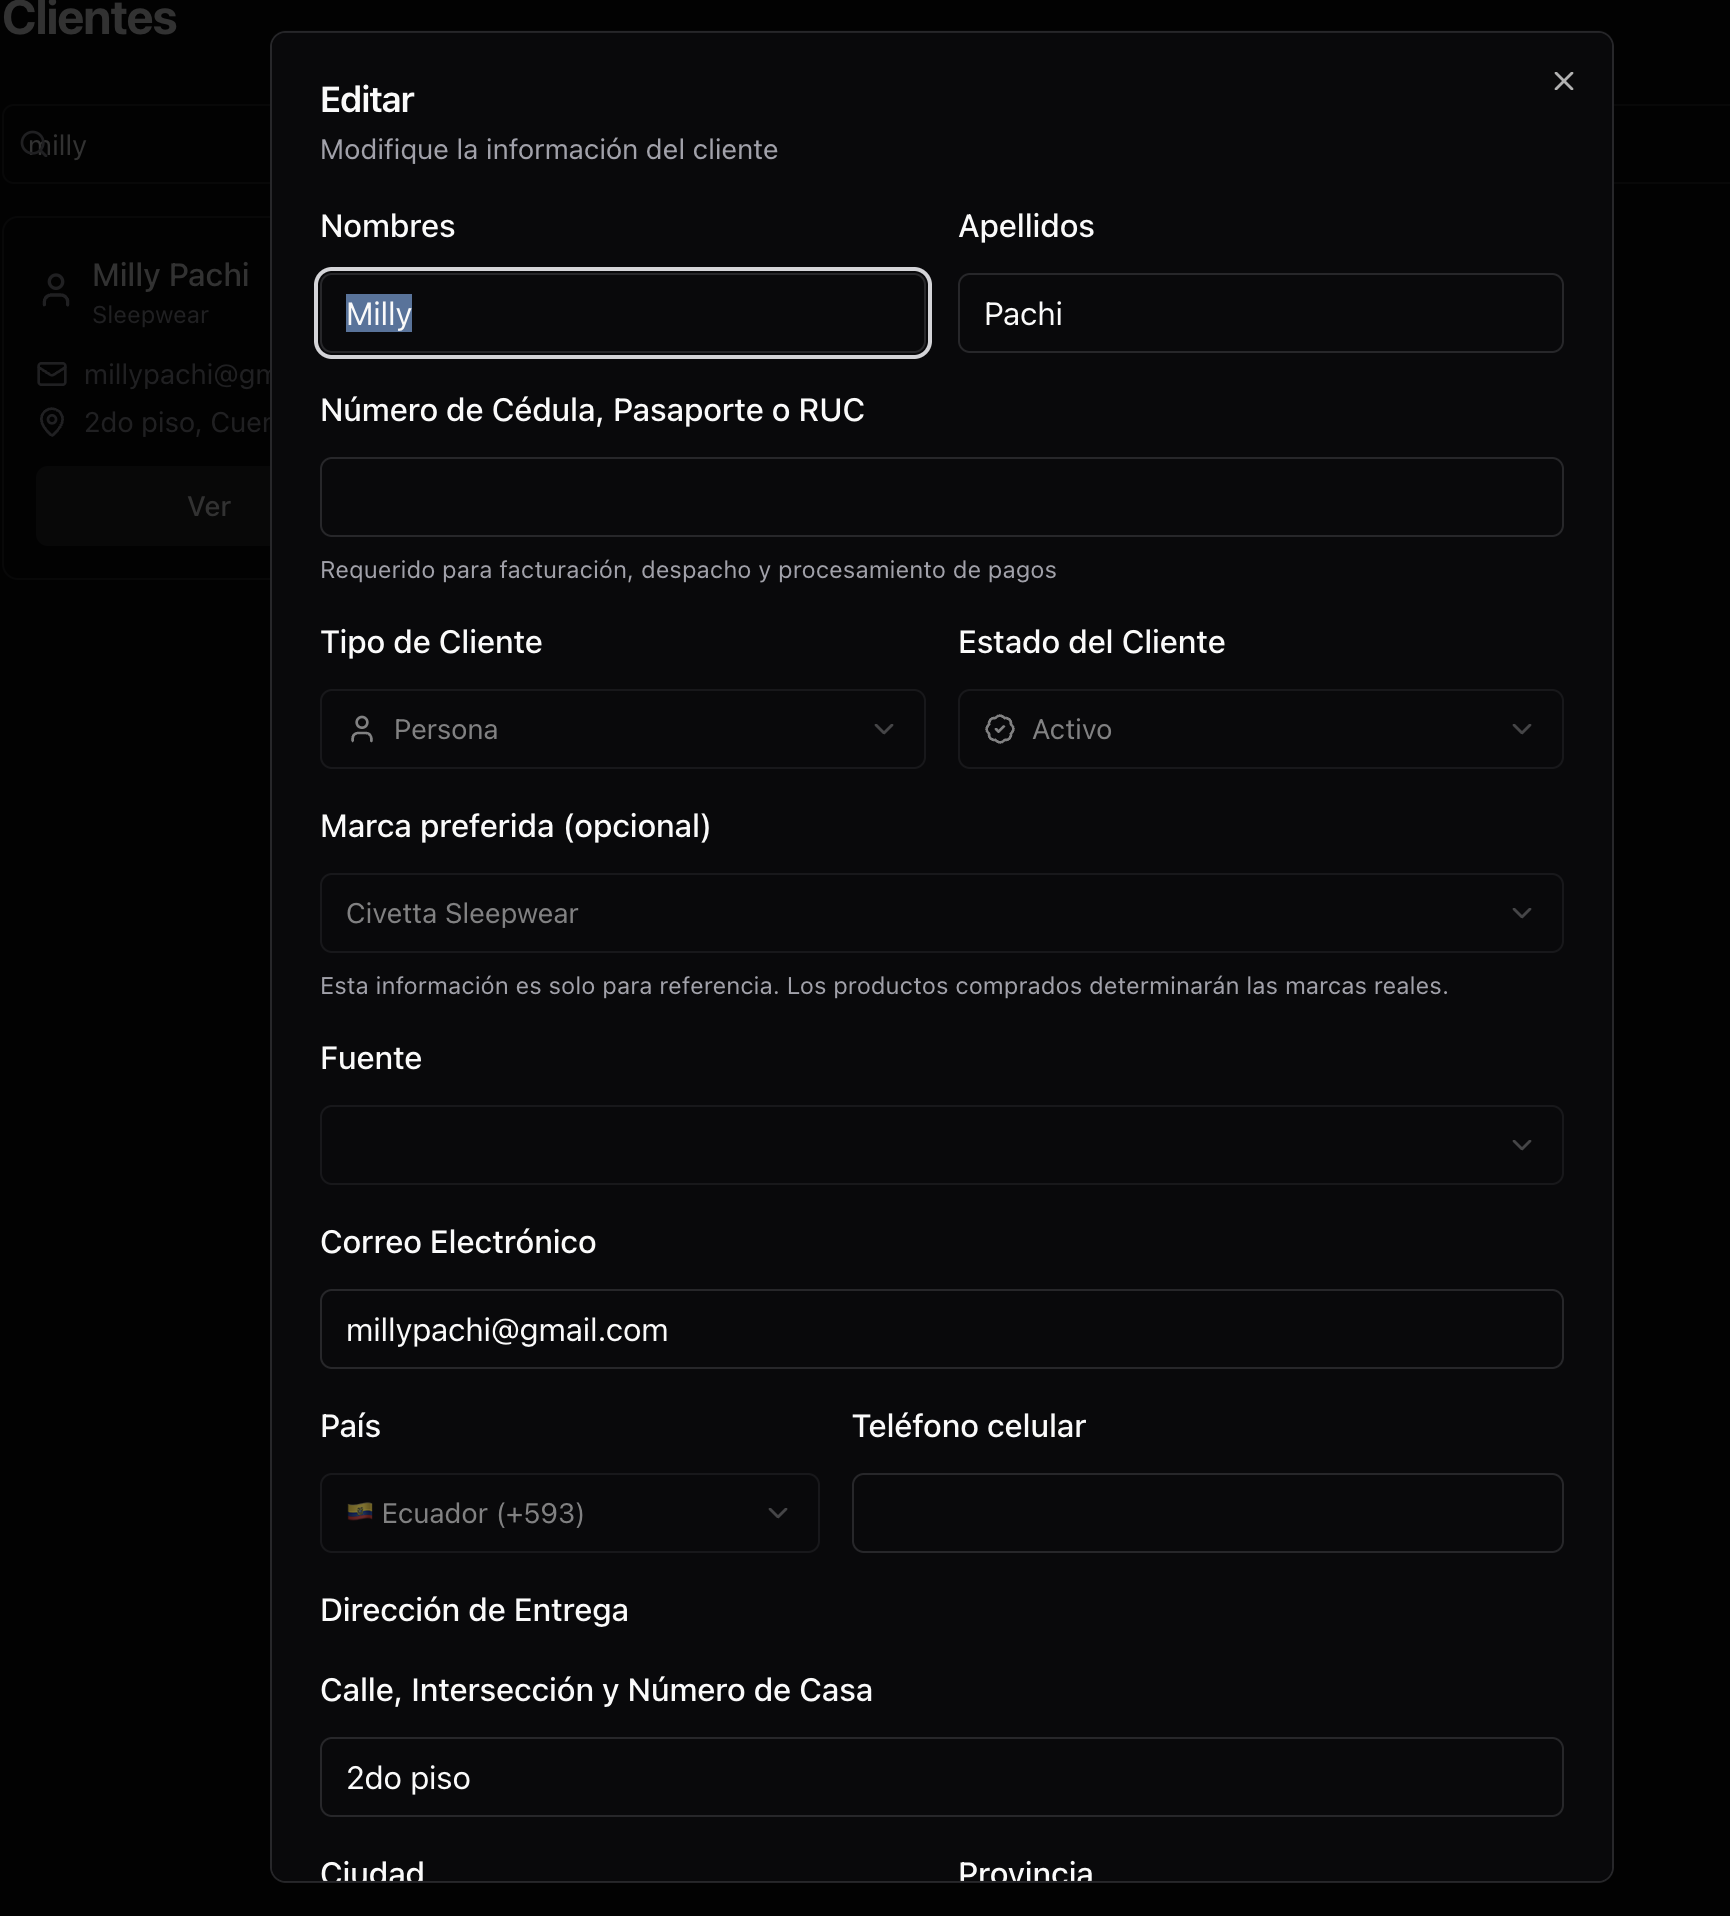 Clientes
milly
Milly Pachi
Sleepwear
millypachi@gm
2do piso, Cuen
Ver
Editar
Modifique la información del cliente
Nombres
Apellidos
Milly
Pachi
Número de Cédula, Pasaporte o RUC
Requerido para facturación, despacho y procesamiento de pagos
Tipo de Cliente
Estado del Cliente
Persona
Activo
Marca preferida (opcional)
Civetta Sleepwear
Esta información es solo para referencia. Los productos comprados determinarán las marcas reales.
Fuente
Correo Electrónico
millypachi@gmail.com
País
Teléfono celular
Ecuador (+593)
Dirección de Entrega
Calle, Intersección y Número de Casa
2do piso
Ciudad
Provincia